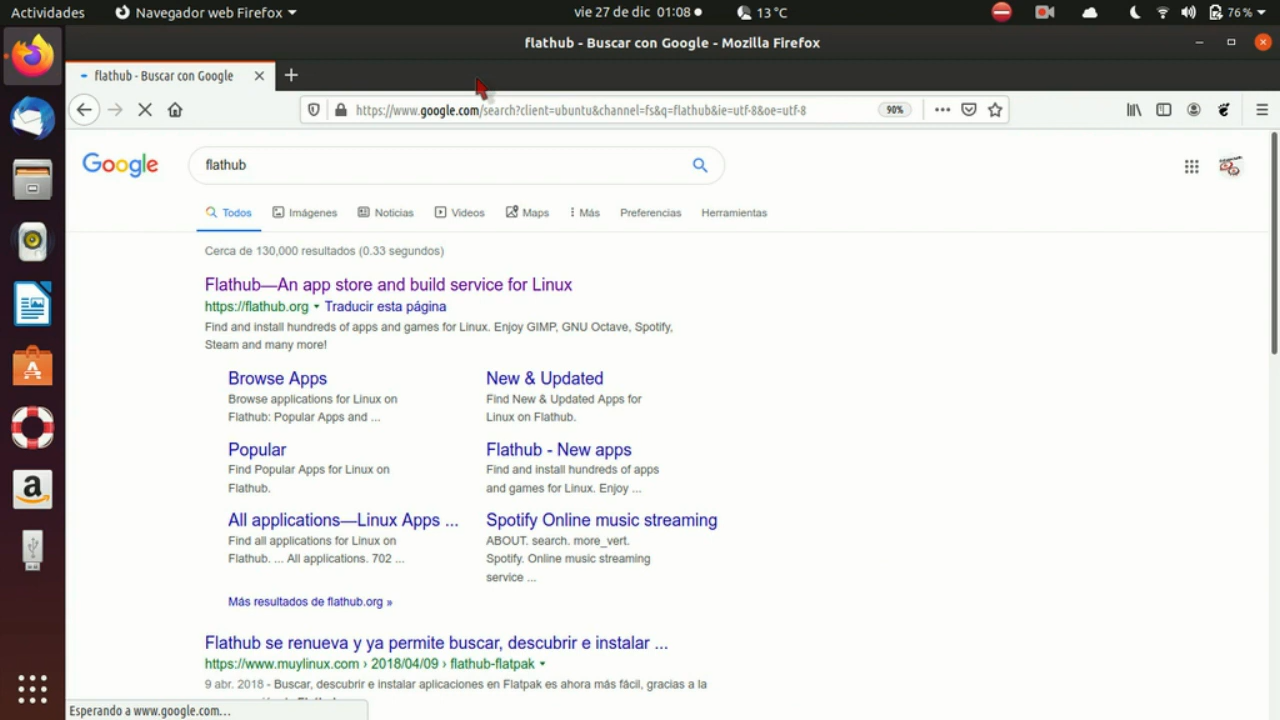 Actividades
Navegador web Firefox
vie 27 de dic 01:08
13 °C
76 %
flathub - Buscar con Google - Mozilla Firefox
flathub - Buscar con Google
https://www.google.com/search?client=ubuntu&channel=fs&q=flathub&ie=utf-8&oe=utf-8
90%
Google
flathub
Todos
Imágenes
Noticias
Videos
Maps
Más
Preferencias
Herramientas
Cerca de 130,000 resultados (0.33 segundos)
Flathub—An app store and build service for Linux
https://flathub.org Traducir esta página
Find and install hundreds of apps and games for Linux. Enjoy GIMP, GNU Octave, Spotify,
Steam and many more!
Browse Apps
Browse applications for Linux on
Flathub: Popular Apps and ...
New & Updated
Find New & Updated Apps for
Linux on Flathub.
Popular
Find Popular Apps for Linux on
Flathub.
Flathub - New apps
Find and install hundreds of apps
and games for Linux. Enjoy ...
All applications—Linux Apps ...
Find all applications for Linux on
Flathub. ... All applications. 702 ...
Spotify Online music streaming
ABOUT. search. more_vert.
Spotify. Online music streaming
service ...
Más resultados de flathub.org »
Flathub se renueva y ya permite buscar, descubrir e instalar ...
https://www.muylinux.com › 2018/04/09 › flathub-flatpak
9 abr. 2018 - Buscar, descubrir e instalar aplicaciones en Flatpak es ahora más fácil, gracias a la
Esperando a www.google.com…